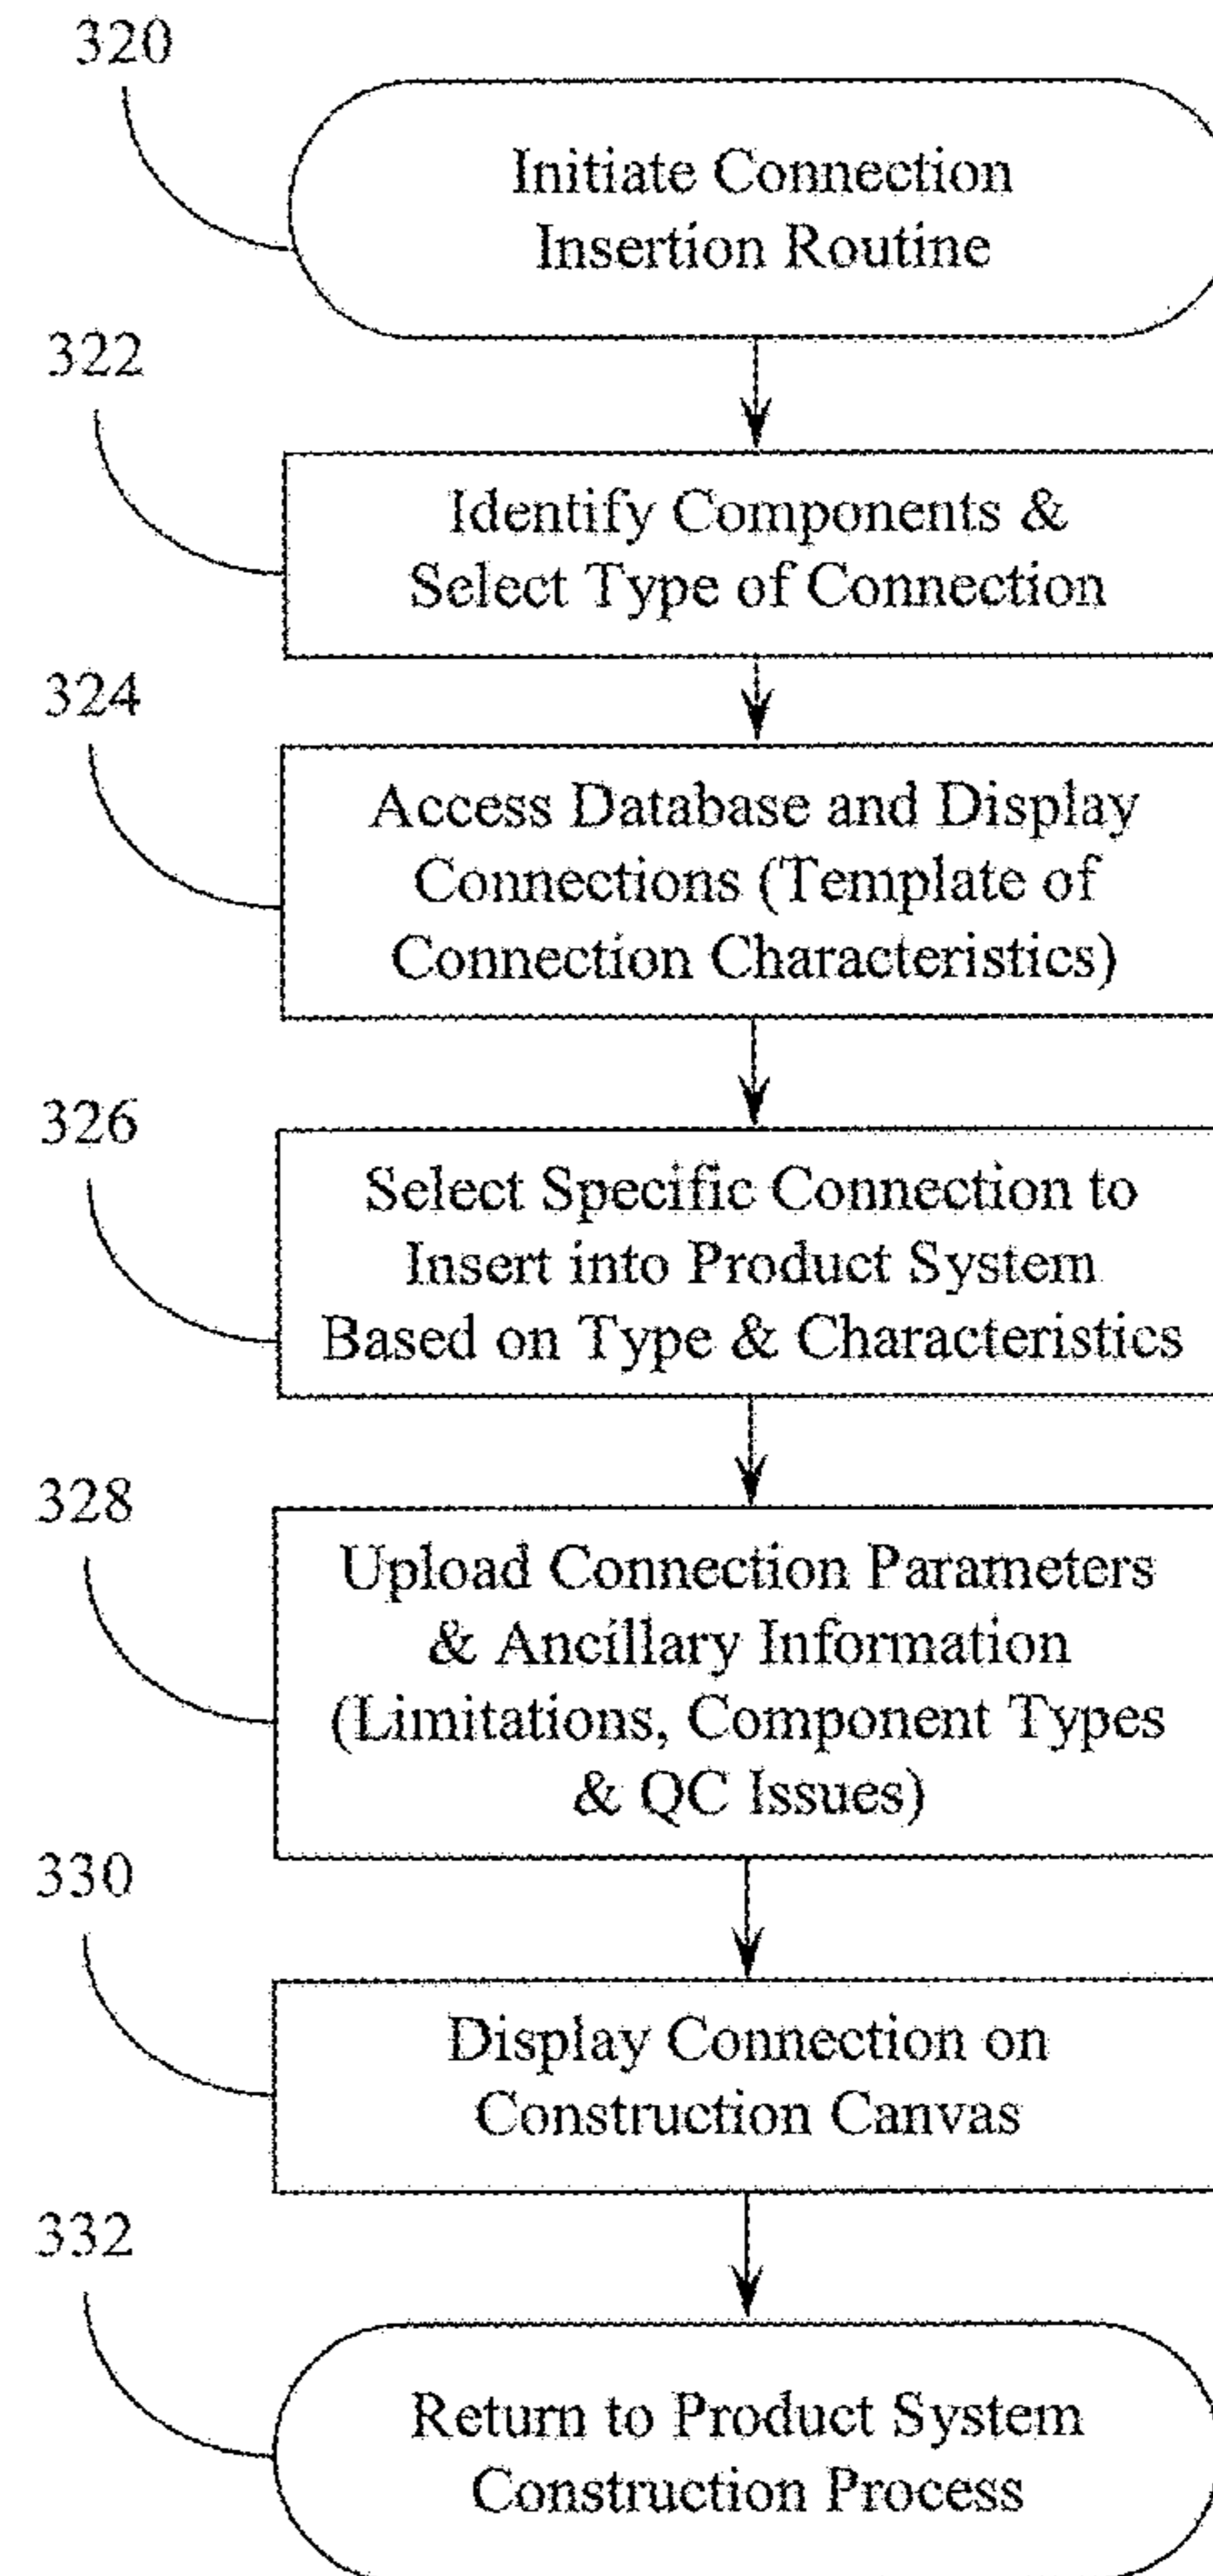 320
Initiate Connection
Insertion Routine
322
Identify Components &
Select Type of Connection
324
Access Database and Display
Connections (Template of
Connection Characteristics)
326
Select Specific Connection to
Insert into Product System
Based on Type & Characteristics
328
Upload Connection Parameters
& Ancillary Information
(Limitations, Component Types
& QC Issues)
330
Display Connection on
Construction Canvas
332
Return to Product System
Construction Process